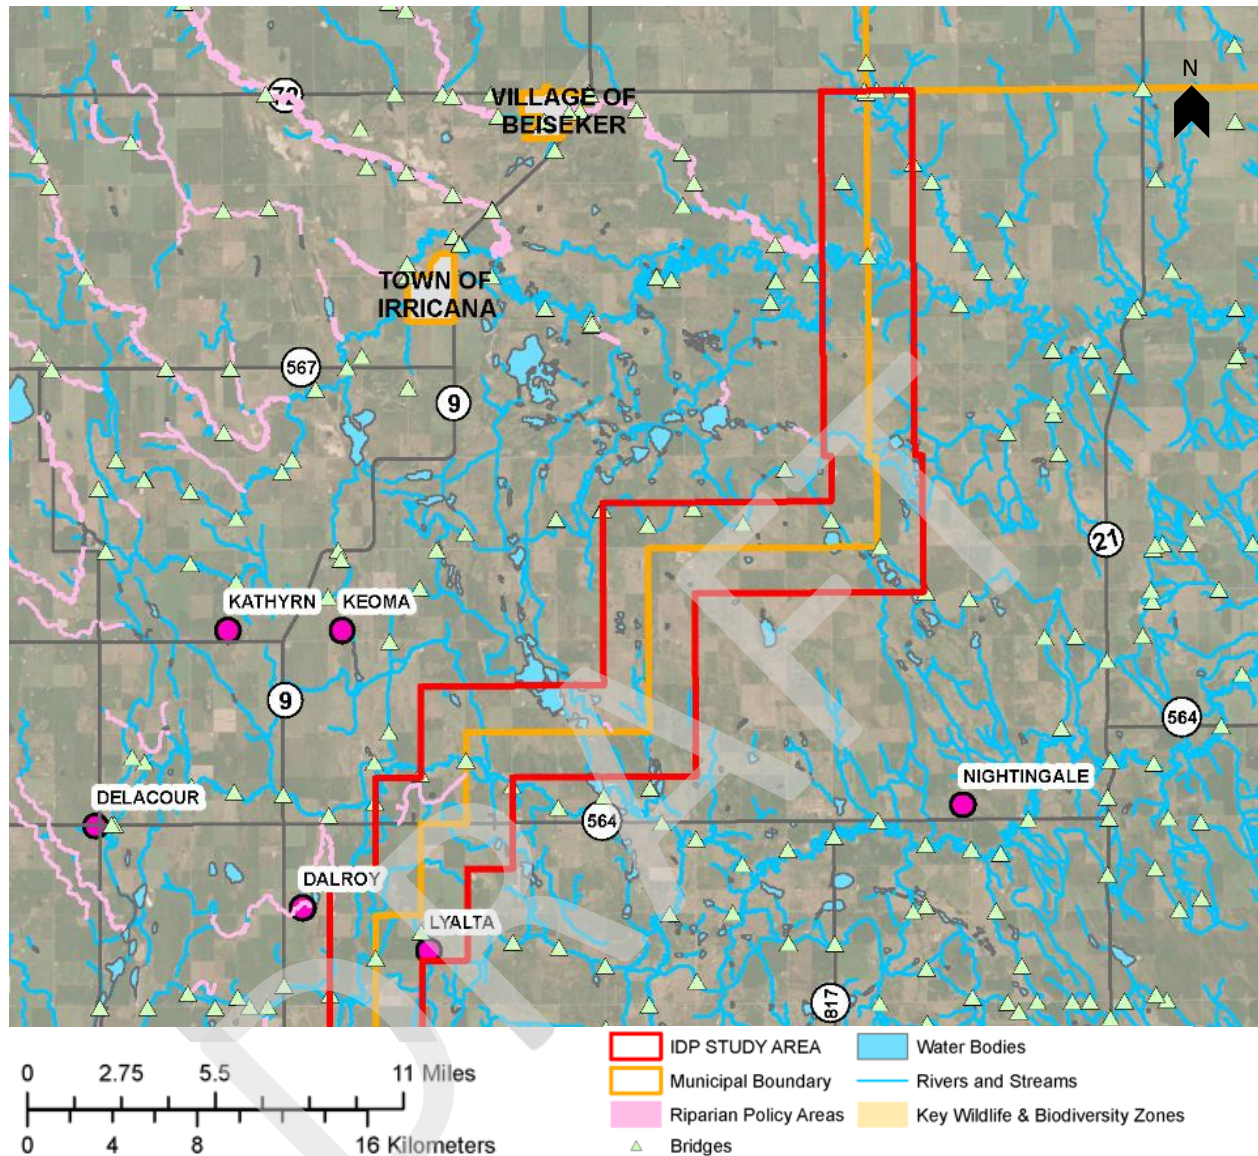 N
72
VILLAGE OF
BEISEKER
TOWN OF
IRRICANA
567
9
21
KATHYRN
KEOMA
9
564
NIGHTINGALE
DELACOUR
564
DALROY
LYALTA
817
DRAFT
0 2.75 5.5 11 Miles
0 4 8 16 Kilometers
IDP STUDY AREA
Municipal Boundary
Riparian Policy Areas
Bridges
Water Bodies
Rivers and Streams
Key Wildlife & Biodiversity Zones